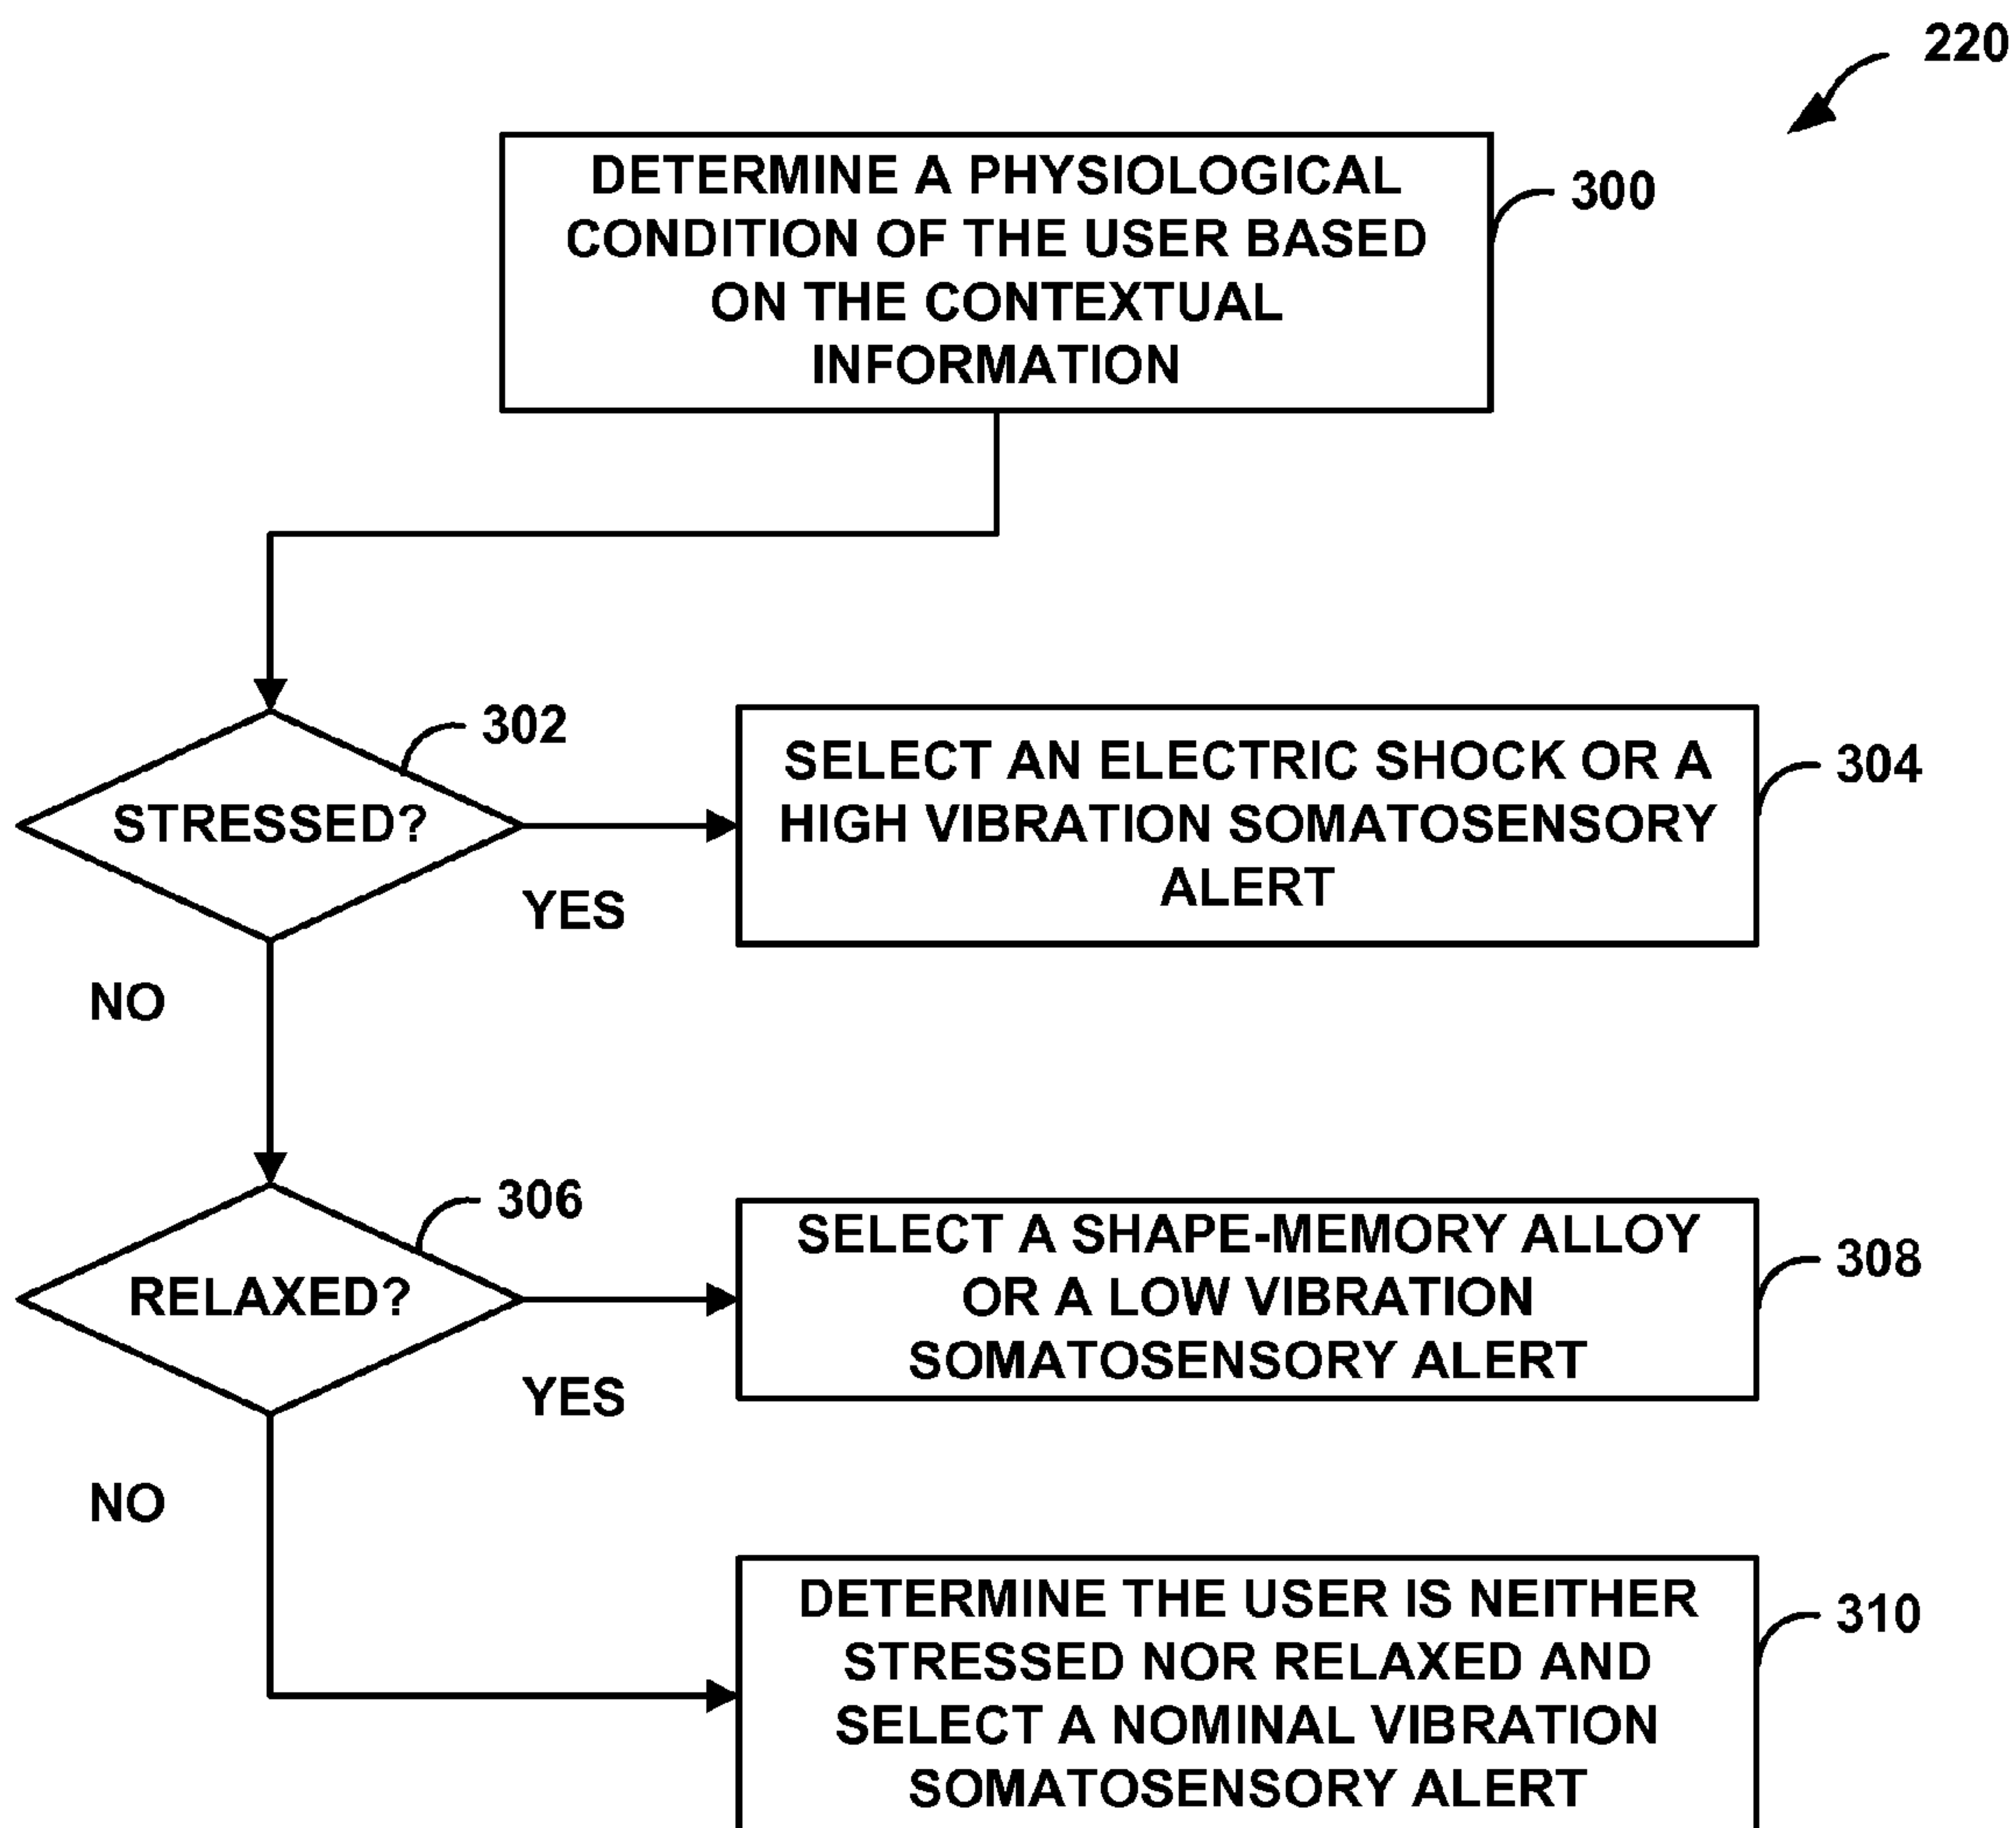 220
DETERMINE A PHYSIOLOGICAL
CONDITION OF THE USER BASED
ON THE CONTEXTUAL
INFORMATION
300
302
STRESSED?
YES
NO
SELECT AN ELECTRIC SHOCK OR A
HIGH VIBRATION SOMATOSENSORY
ALERT
304
306
RELAXED?
YES
NO
SELECT A SHAPE-MEMORY ALLOY
OR A LOW VIBRATION
SOMATOSENSORY ALERT
308
DETERMINE THE USER IS NEITHER
STRESSED NOR RELAXED AND
SELECT A NOMINAL VIBRATION
SOMATOSENSORY ALERT
310